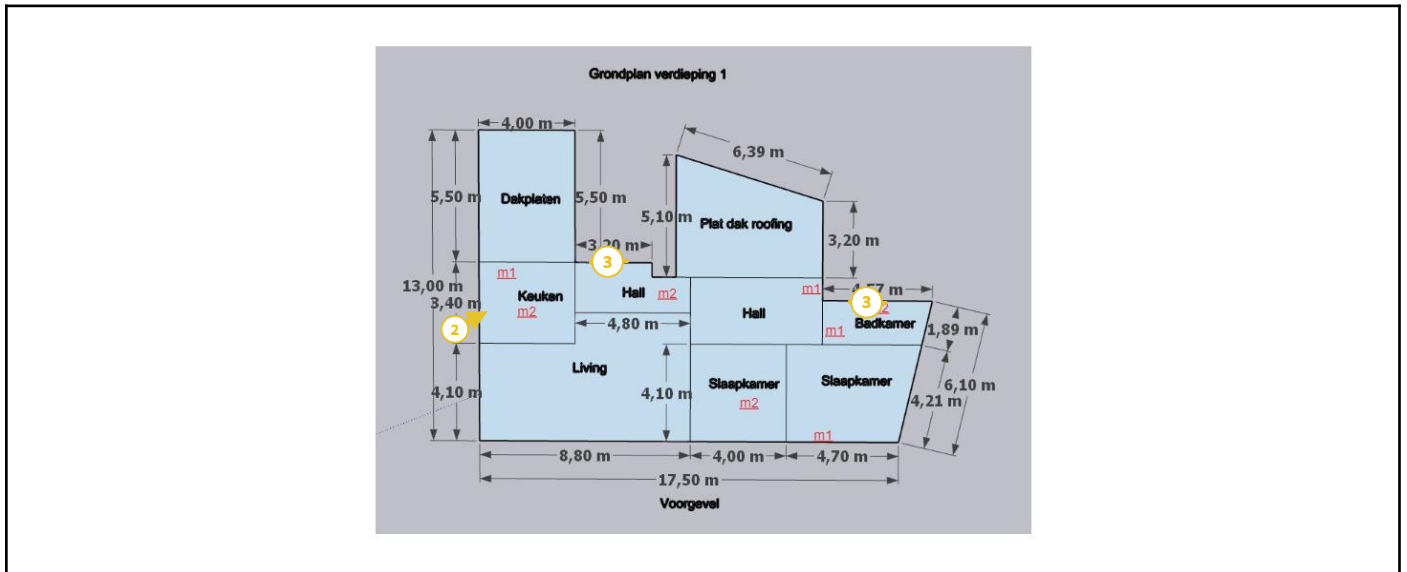 Grondplan verdieping 1
4,00 m
6,39 m
5,50 m
Dakplaten
5,50 m
5,10 m
Plat dak roofing
3,20 m
3,20 m
3
13,00 m
m1
Keuken
m2
3,40 m
2
Hall
m2
4,80 m
Hall
m1
4,57 m
3
m1
Badkamer
1,89 m
Living
4,10 m
4,10 m
Slaapkamer
m2
Slaapkamer
m1
4,21 m
6,10 m
8,80 m
4,00 m
4,70 m
17,50 m
Voorgevel